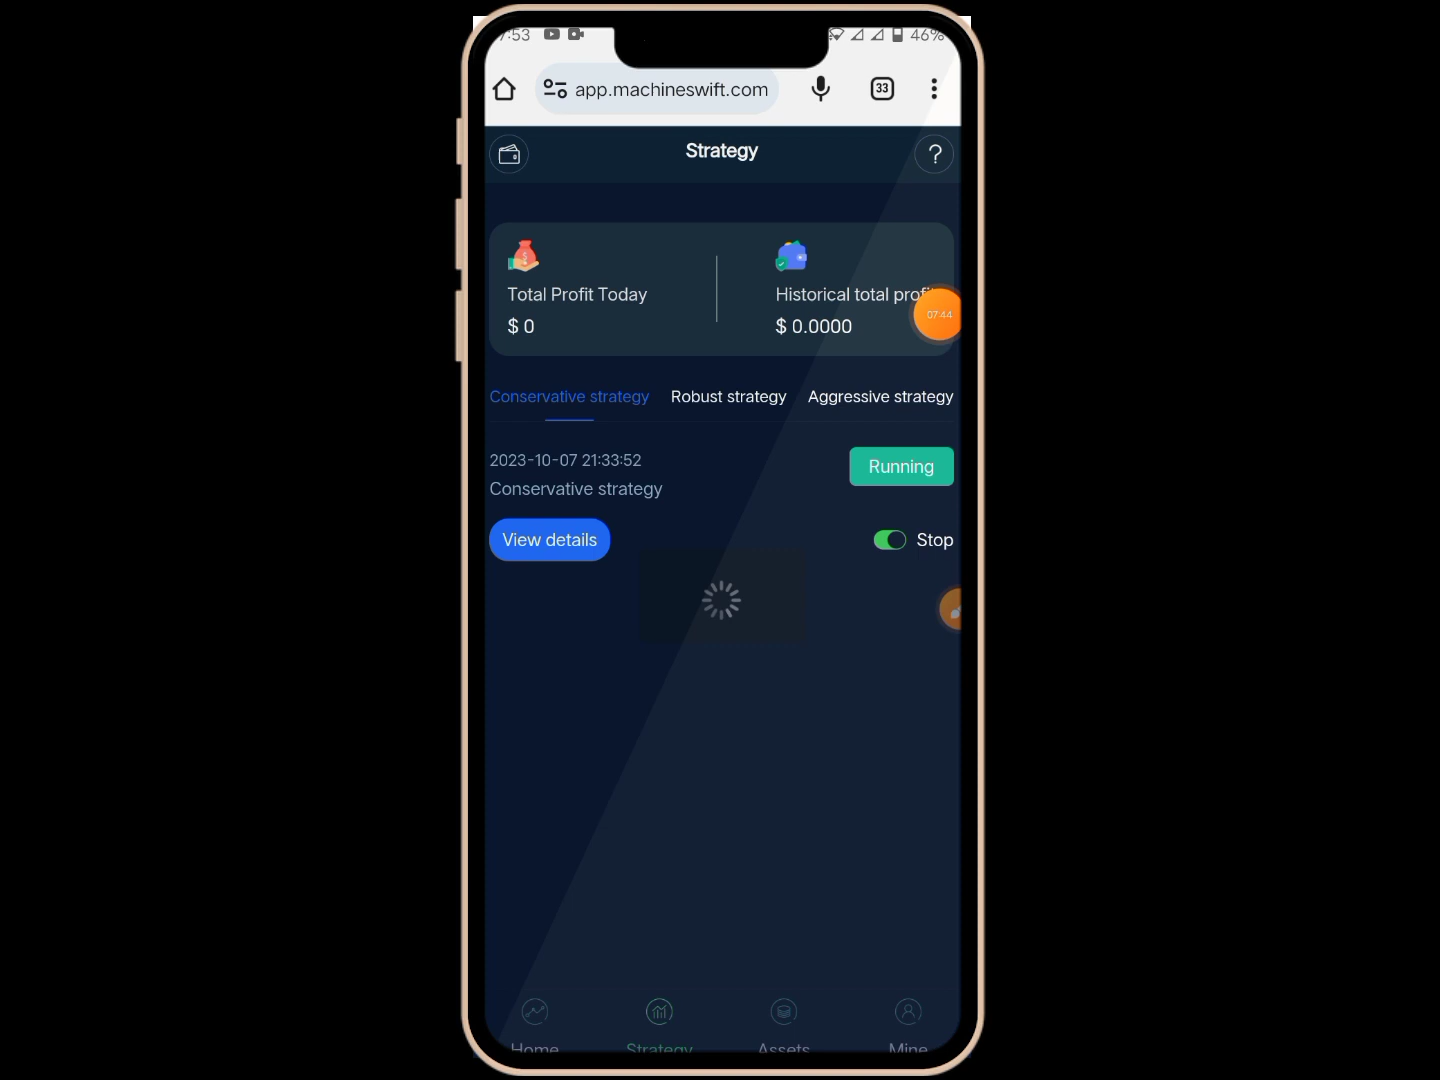 7:53 46%
app.machineswift.com 33
Strategy ?
Total Profit Today Historical total profit
$ 0 $ 0.0000
07:44
Conservative strategy Robust strategy Aggressive strategy
2023-10-07 21:33:52 Running
Conservative strategy
View details Stop
Home Strategy Assets Mine